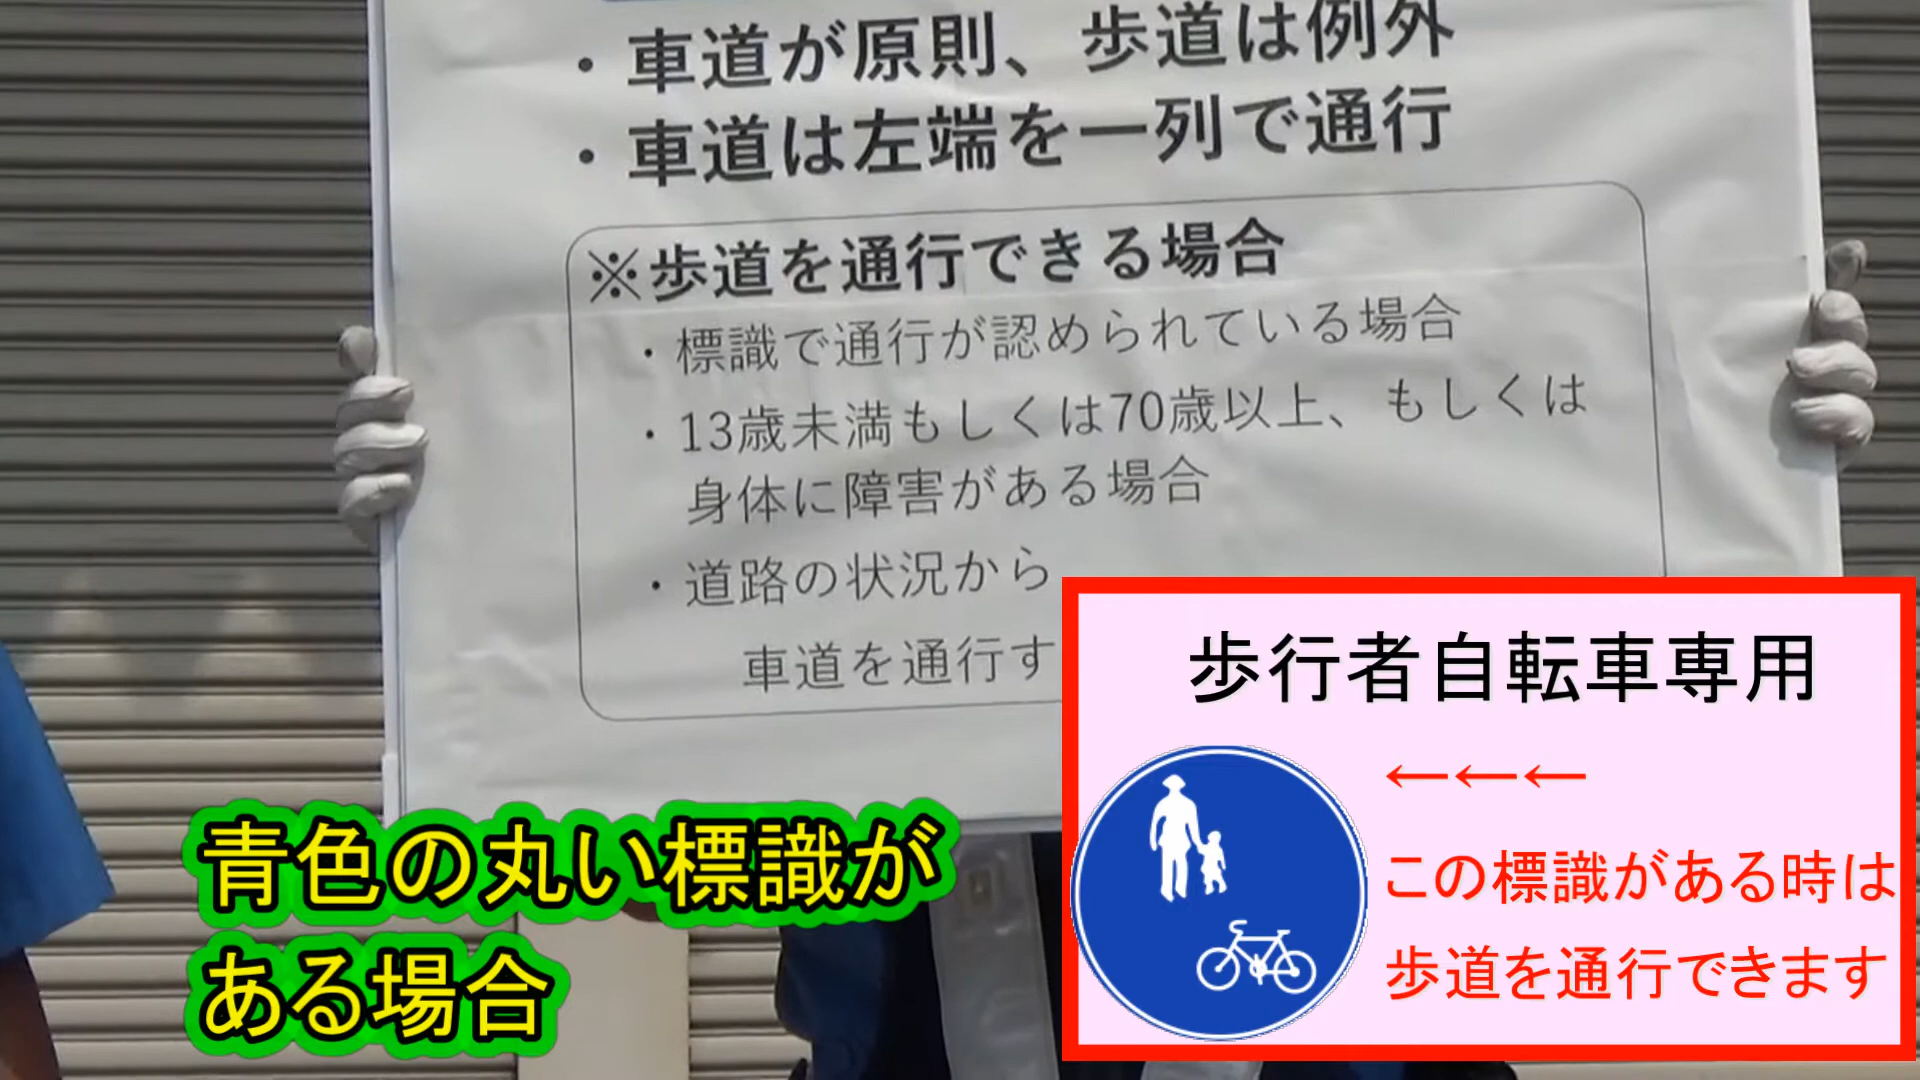 ・車道が原則、歩道は例外
・車道は左端を一列で通行
※歩道を通行できる場合
・標識で通行が認められている場合
・13歳未満もしくは70歳以上、もしくは
身体に障害がある場合
・道路の状況から
車道を通行す
歩行者自転車専用
←←←
この標識がある時は
歩道を通行できます
青色の丸い標識が
ある場合